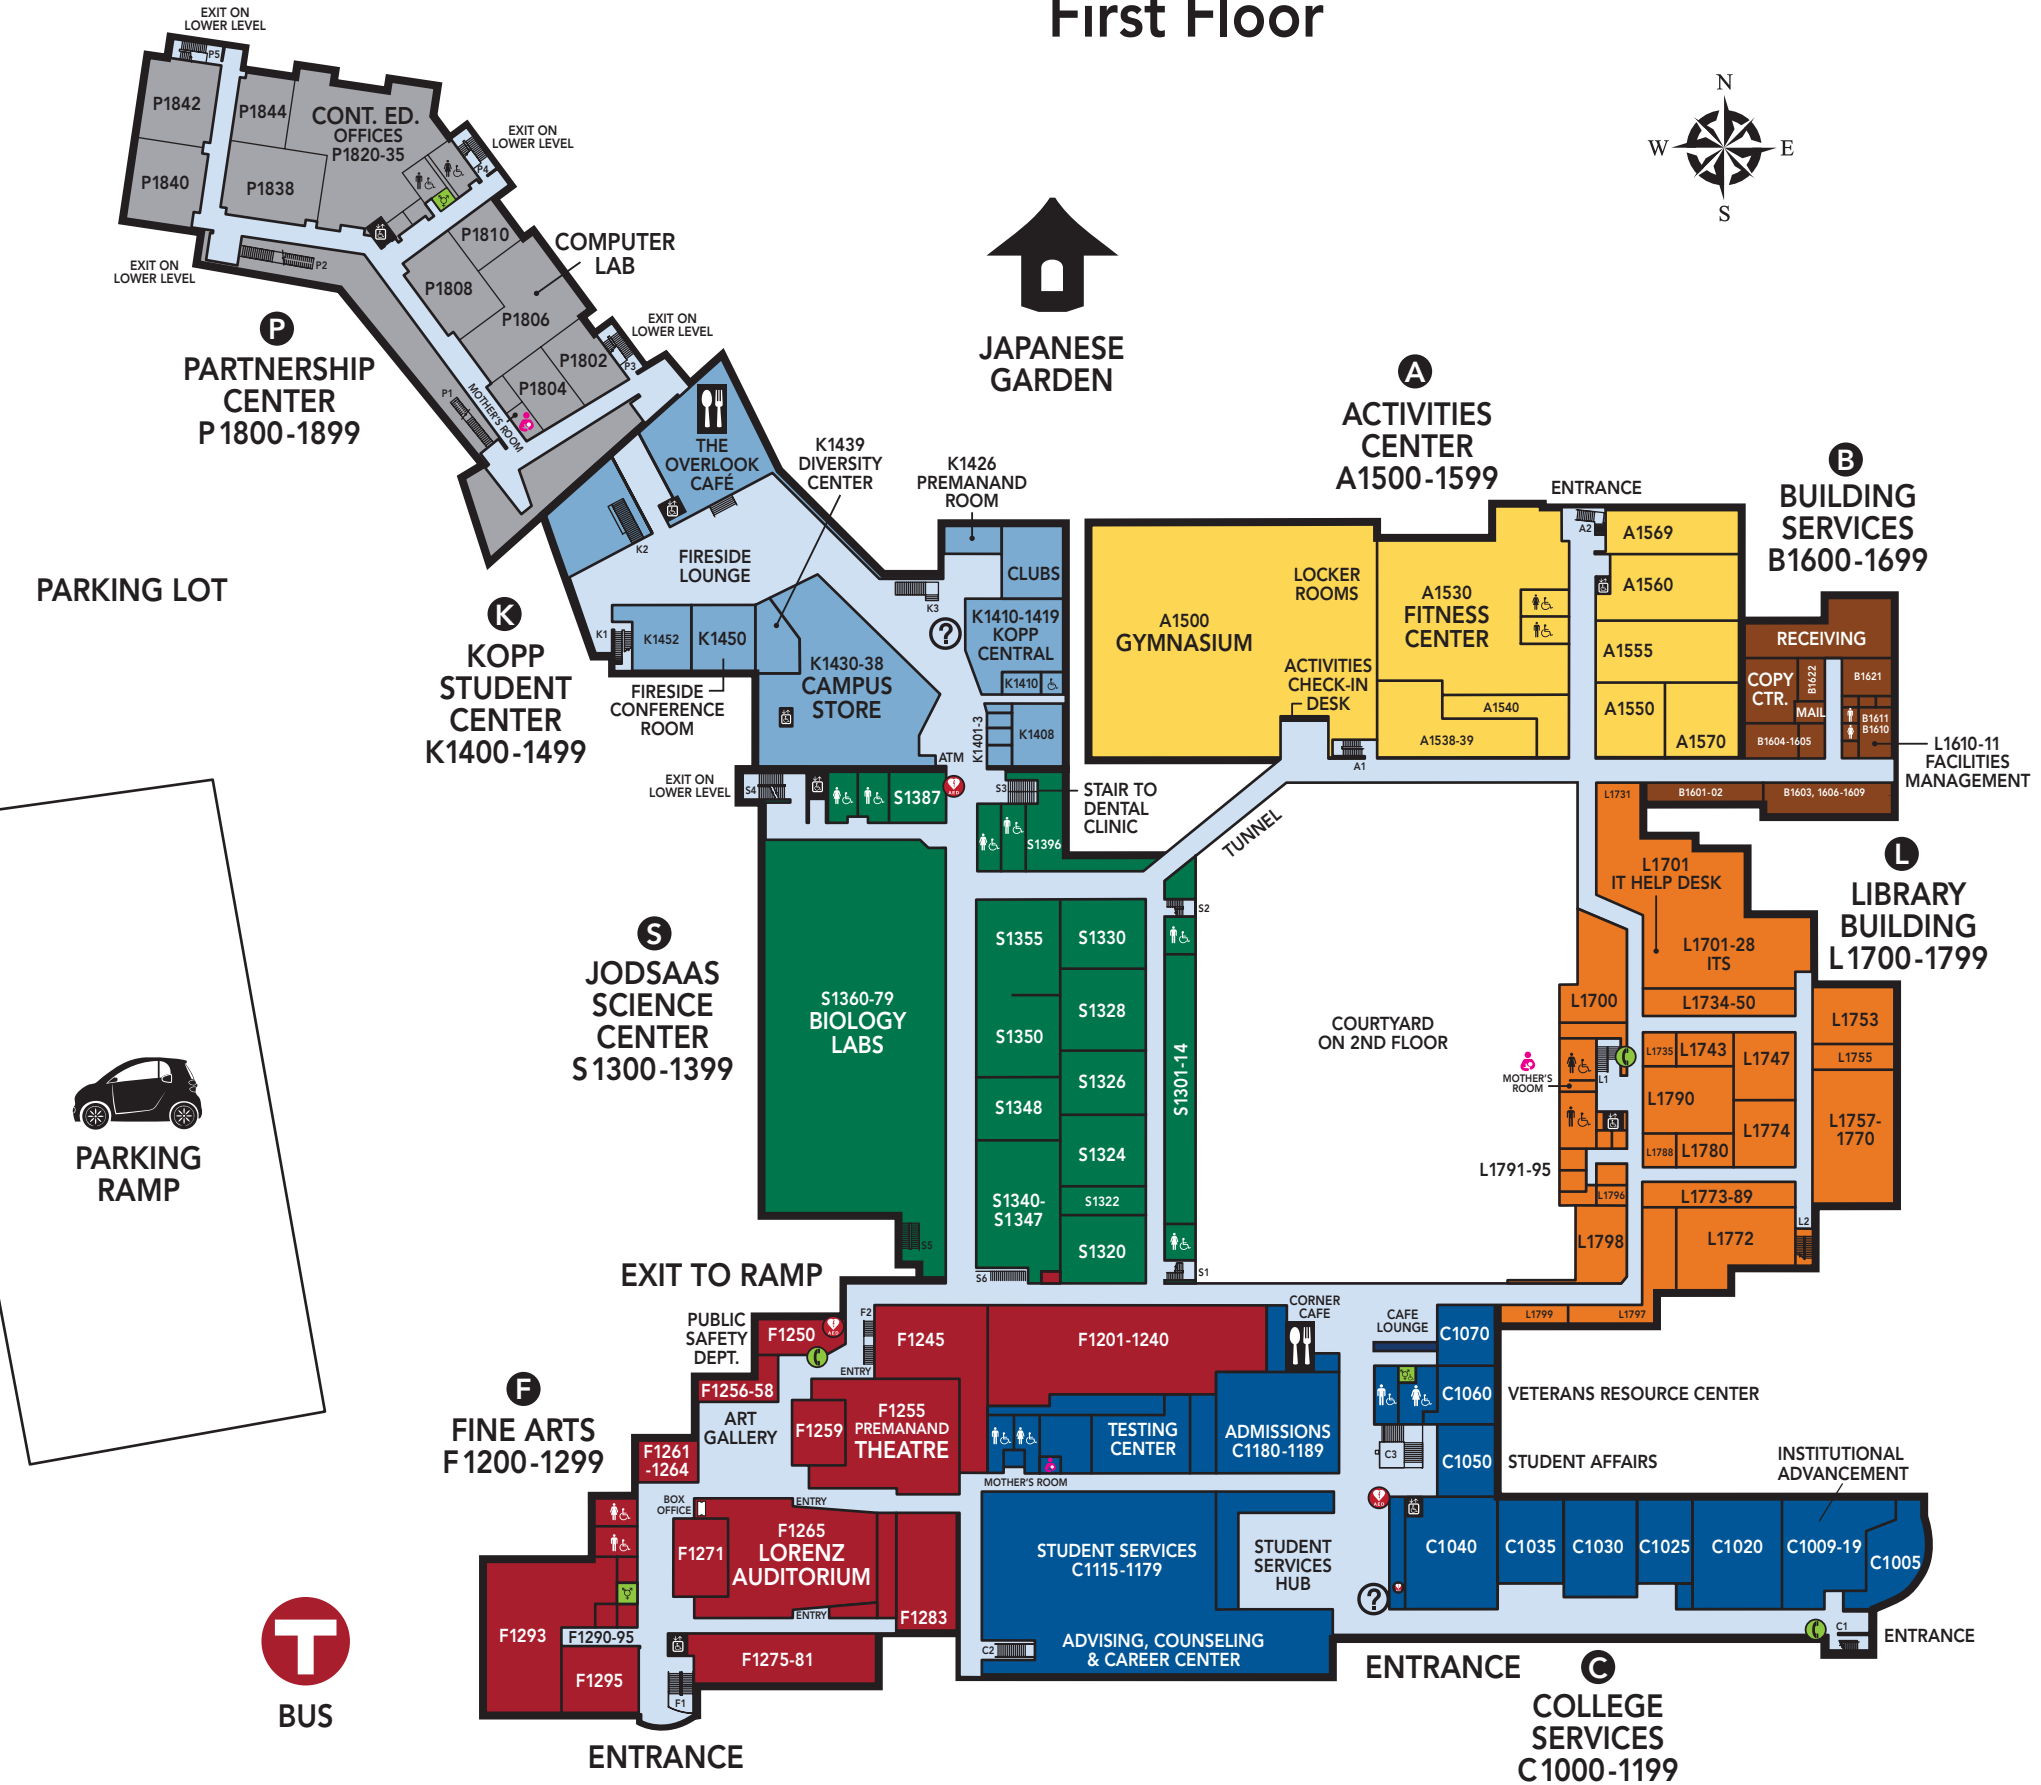 First Floor
N
W
E
S
EXIT ON
LOWER LEVEL
P5
P1842
P1844
CONT. ED.
OFFICES
P1820-35
P1840
P1838
EXIT ON
LOWER LEVEL
P4
P1810
COMPUTER
LAB
EXIT ON
LOWER LEVEL
P2
P1808
P1806
EXIT ON
LOWER LEVEL
P1802
P3
P1804
P1
MOTHER'S ROOM
P
PARTNERSHIP
CENTER
P1800-1899
JAPANESE
GARDEN
THE
OVERLOOK
CAFÉ
K1439
DIVERSITY
CENTER
K1426
PREMANAND
ROOM
K2
FIRESIDE
LOUNGE
CLUBS
K3
K1410-1419
KOPP
CENTRAL
K1410
?
K1
K1452
K1450
K1430-38
CAMPUS
STORE
FIRESIDE
CONFERENCE
ROOM
K1401-3
K1408
ATM
K
KOPP
STUDENT
CENTER
K1400-1499
PARKING LOT
A
ACTIVITIES
CENTER
A1500-1599
ENTRANCE
A2
A1569
A1560
A1555
A1550
A1570
LOCKER
ROOMS
A1530
FITNESS
CENTER
A1500
GYMNASIUM
ACTIVITIES
CHECK-IN
DESK
A1540
A1538-39
A1
B
BUILDING
SERVICES
B1600-1699
RECEIVING
COPY
CTR.
B1622
B1621
MAIL
B1611
B1610
B1604-1605
L1610-11
FACILITIES
MANAGEMENT
B1601-02
B1603, 1606-1609
EXIT ON
LOWER LEVEL
S4
S1387
AED
S3
STAIR TO
DENTAL
CLINIC
S1396
TUNNEL
S2
S1355
S1330
S1360-79
BIOLOGY
LABS
S1350
S1328
S1326
S1348
S1324
S1340-
S1347
S1322
S1320
S1301-14
S5
S6
S1
S
JODSAAS
SCIENCE
CENTER
S1300-1399
COURTYARD
ON 2ND FLOOR
L
LIBRARY
BUILDING
L1700-1799
L1731
L1701
IT HELP DESK
L1701-28
ITS
L1700
L1734-50
L1753
L1735
L1743
L1747
L1755
L1
MOTHER'S
ROOM
L1790
L1774
L1757-
1770
L1788
L1780
L1791-95
L1796
L1773-89
L1798
L1772
L2
L1799
L1797
PARKING
RAMP
EXIT TO RAMP
PUBLIC
SAFETY
DEPT.
F1250
AED
F2
F1245
F1201-1240
ENTRY
F1256-58
ART
GALLERY
F1259
F1255
PREMANAND
THEATRE
F1261
-1264
BOX
OFFICE
ENTRY
F1271
F1265
LORENZ
AUDITORIUM
ENTRY
F1283
F1293
F1290-95
F1295
F1275-81
F1
F
FINE ARTS
F1200-1299
T
BUS
ENTRANCE
CORNER
CAFE
CAFE
LOUNGE
C1070
C1060
VETERANS RESOURCE CENTER
C1050
STUDENT AFFAIRS
C3
TESTING
CENTER
ADMISSIONS
C1180-1189
MOTHER'S ROOM
AED
STUDENT SERVICES
C1115-1179
STUDENT
SERVICES
HUB
?
ADVISING, COUNSELING
& CAREER CENTER
C2
INSTITUTIONAL
ADVANCEMENT
C1040
C1035
C1030
C1025
C1020
C1009-19
C1005
C1
ENTRANCE
ENTRANCE
C
COLLEGE
SERVICES
C1000-1199